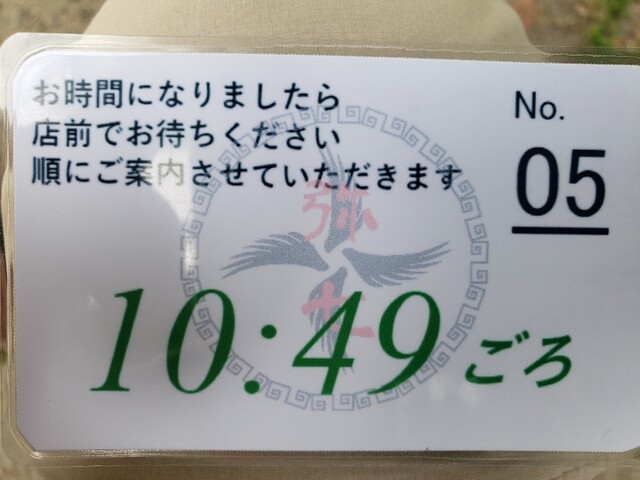 お時間になりましたら
店前でお待ちください
順にご案内させていただきます
No.
05
弥
七
10:49ごろ